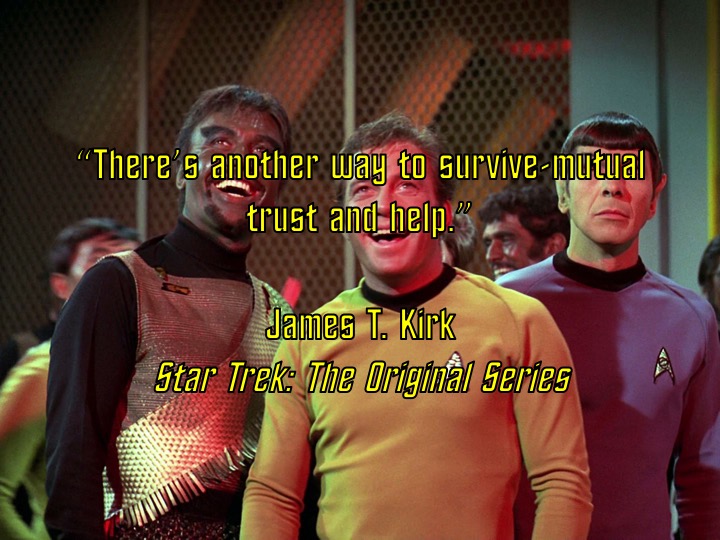 “There’s another way to survive-mutual
trust and help.”
James T. Kirk
Star Trek: The Original Series